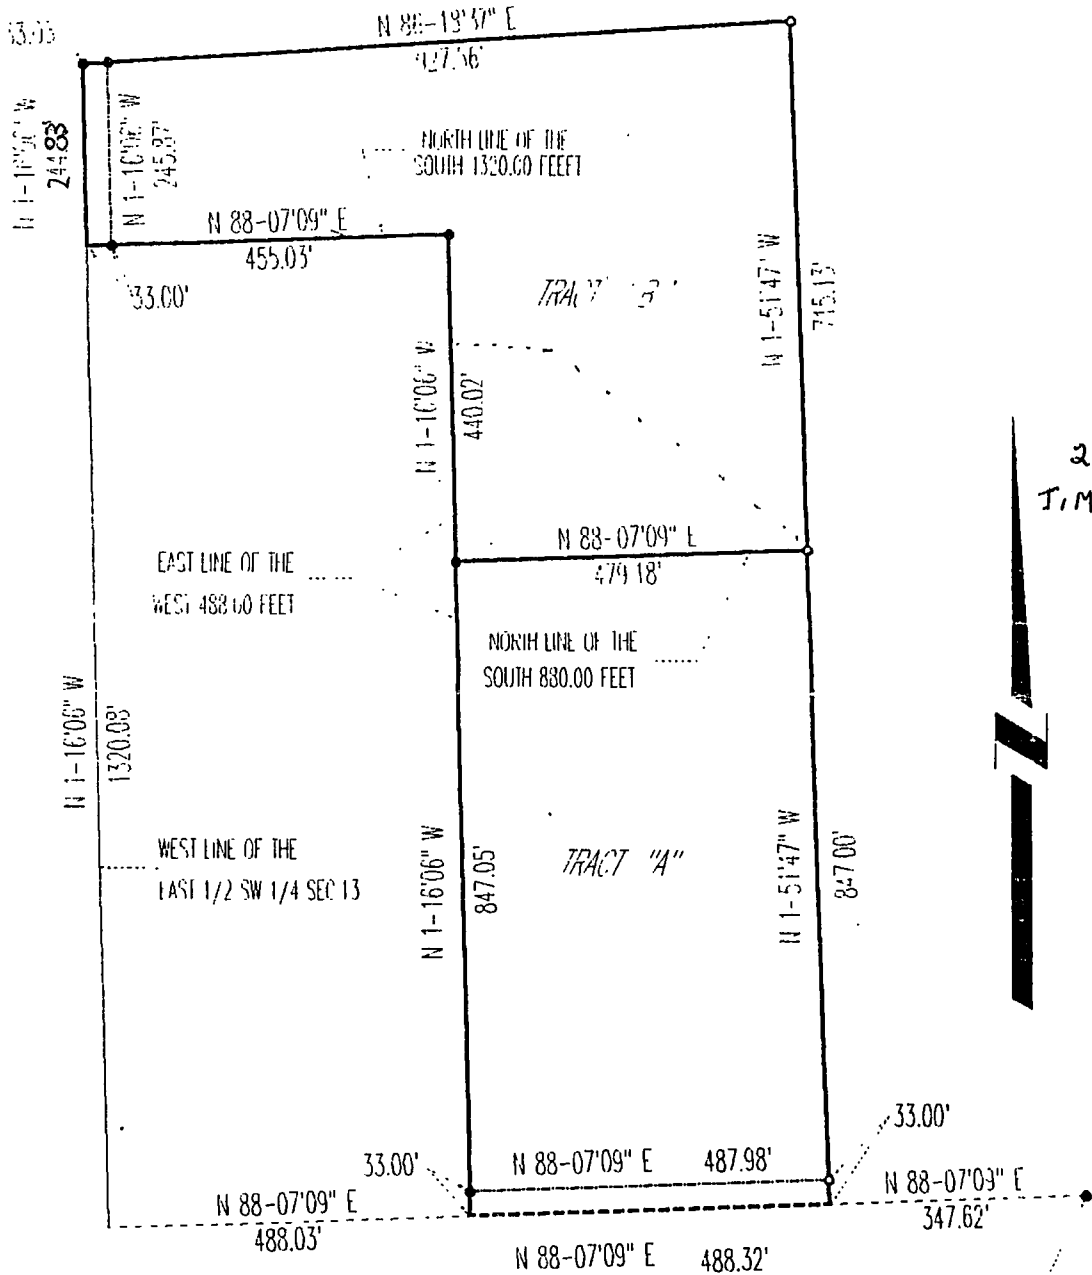 N 86-19'37" E
N 1-16'06" W
244.83'
N 1-16'06" W
245.87'
NORTH LINE OF THE
SOUTH 1320.00 FEEFT
N 88-07'09" E
455.03'
33.00'
TRACT "B"
N 1-51'47" W
715.13'
N 1-16'06" W
440.02'
2
N 88-07'09" E
479.18'
EAST LINE OF THE
WEST 488.00 FEET
NORTH LINE OF THE
SOUTH 880.00 FEET
N 1-16'06" W
1320.08'
WEST LINE OF THE
EAST 1/2 SW 1/4 SEC 13
N 1-16'06" W
847.05'
TRACT "A"
N 1-51'47" W
847.00'
33.00'
33.00'
N 88-07'09" E 487.98'
N 88-07'09" E
488.03'
N 88-07'09" E
347.62'
N 88-07'09" E 488.32'